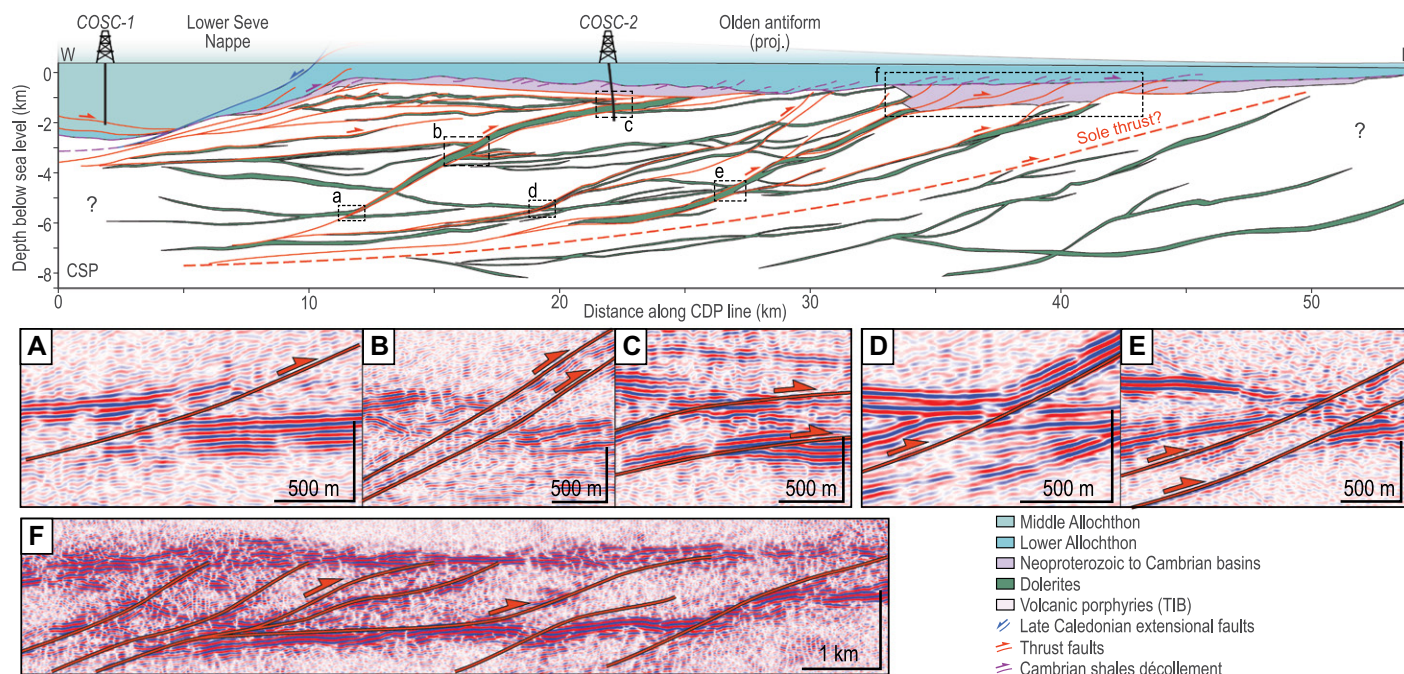 COSC-1
Lower Seve
Nappe
COSC-2
Olden antiform
(proj.)
W
Depth below sea level (km)
0
-2
-4
-6
-8
f
b
c
a
d
e
Sole thrust?
?
?
CSP
0
10
20
30
40
50
Distance along CDP line (km)
A
500 m
B
500 m
C
500 m
D
500 m
E
500 m
F
1 km
Middle Allochthon
Lower Allochthon
Neoproterozoic to Cambrian basins
Dolerites
Volcanic porphyries (TIB)
Late Caledonian extensional faults
Thrust faults
Cambrian shales décollement